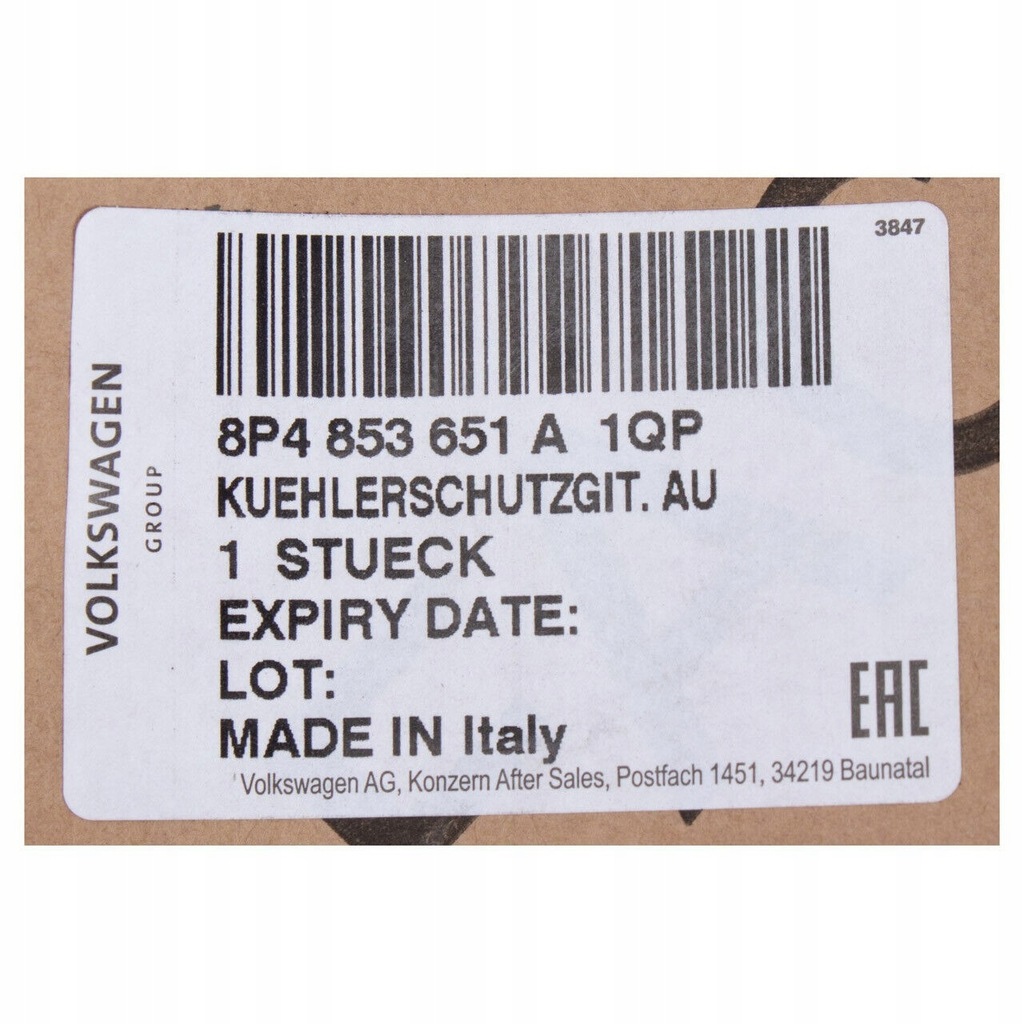 3847
VOLKSWAGEN
GROUP
8P4 853 651 A 1QP
KUEHLERSCHUTZGIT. AU
1 STUECK
EXPIRY DATE:
LOT:
MADE IN Italy
EAC
Volkswagen AG, Konzern After Sales, Postfach 1451, 34219 Baunatal